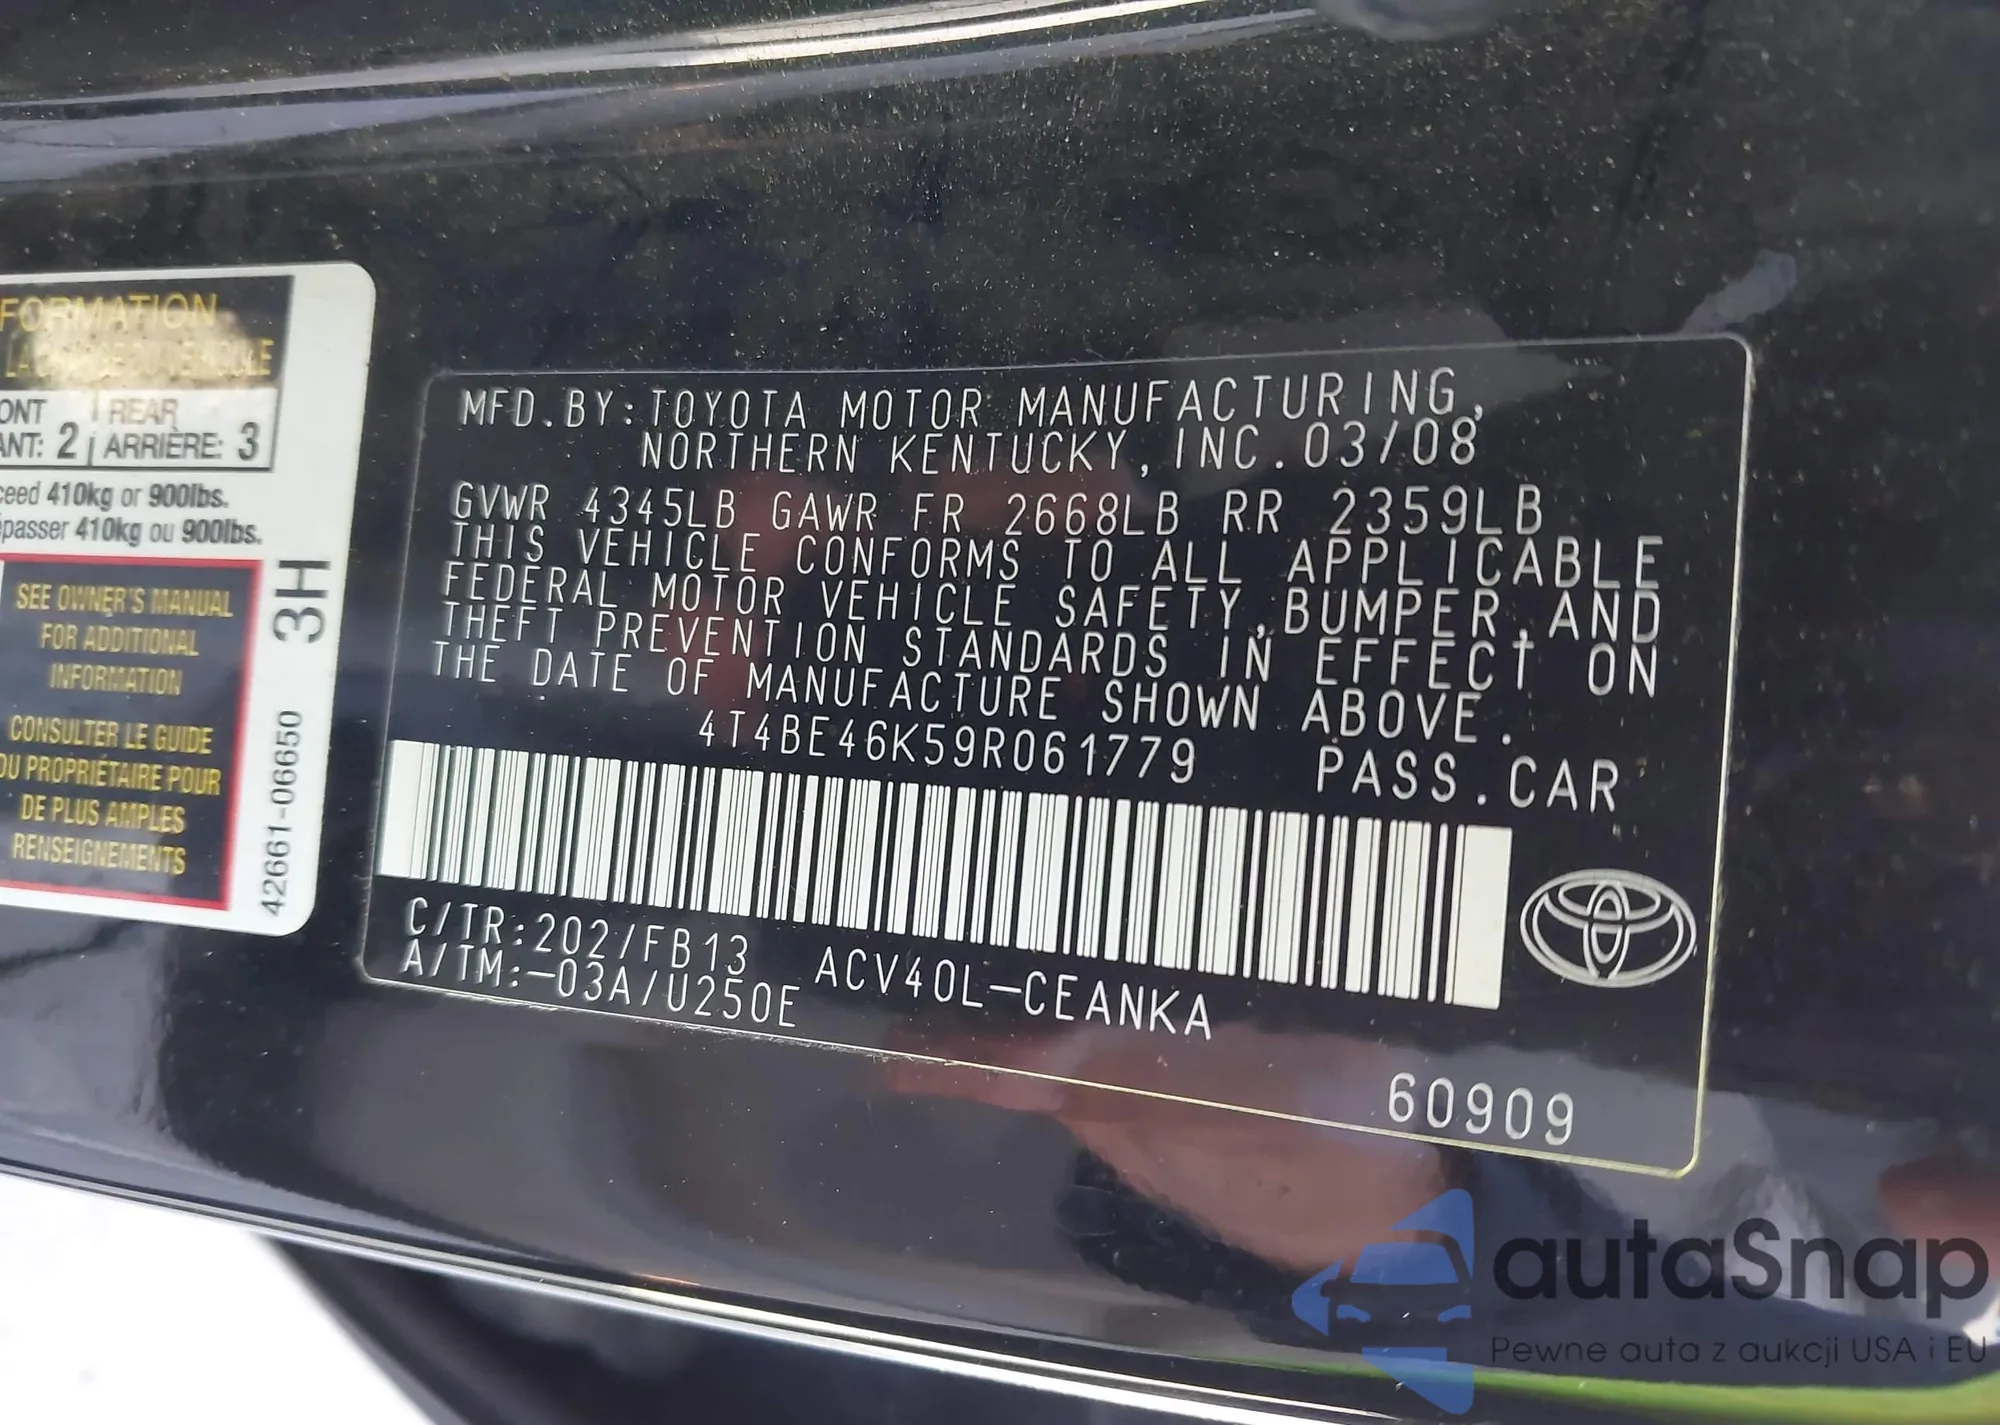 FORMATION
ONT 2 REAR
ANT: ARRIÈRE: 3
ceed 410kg or 900lbs.
passer 410kg ou 900lbs.
SEE OWNER'S MANUAL
FOR ADDITIONAL
INFORMATION
CONSULTER LE GUIDE
DU PROPRIÉTAIRE POUR
DE PLUS AMPLES
RENSEIGNEMENTS
3H
42661-06650
MFD.BY:TOYOTA MOTOR MANUFACTURING,
NORTHERN KENTUCKY, INC.03/08
GVWR 4345LB GAWR FR 2668LB RR 2359LB
THIS VEHICLE CONFORMS TO ALL APPLICABLE
FEDERAL MOTOR VEHICLE SAFETY,BUMPER,AND
THEFT PREVENTION STANDARDS IN EFFECT ON
THE DATE OF MANUFACTURE SHOWN ABOVE.
4T4BE46K59R061779 PASS.CAR
C/TR:202/FB13 ACV40L-CEANKA
A/TM:-03A/U250E
60909
autaSnap
Pewne auta z aukcji USA i EU